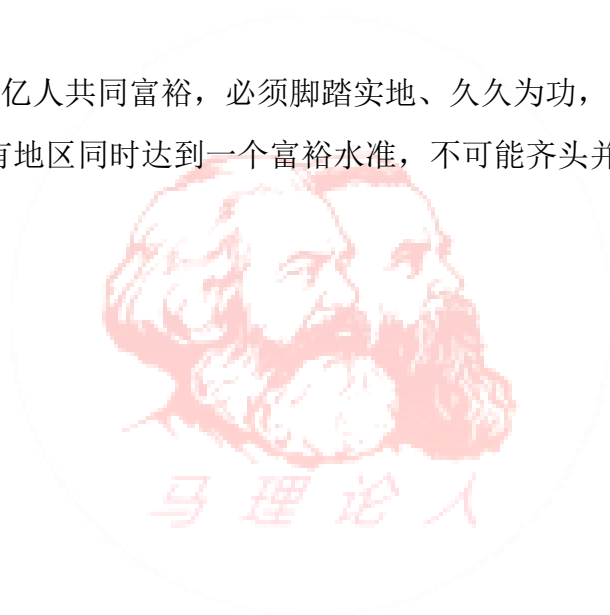 亿人共同富裕，必须脚踏实地、久久为功，
有地区同时达到一个富裕水准，不可能齐头并
马理论人